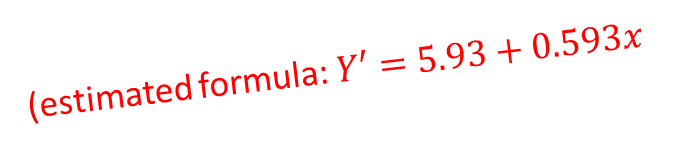 (estimated formula: Y′ = 5.93 + 0.593x